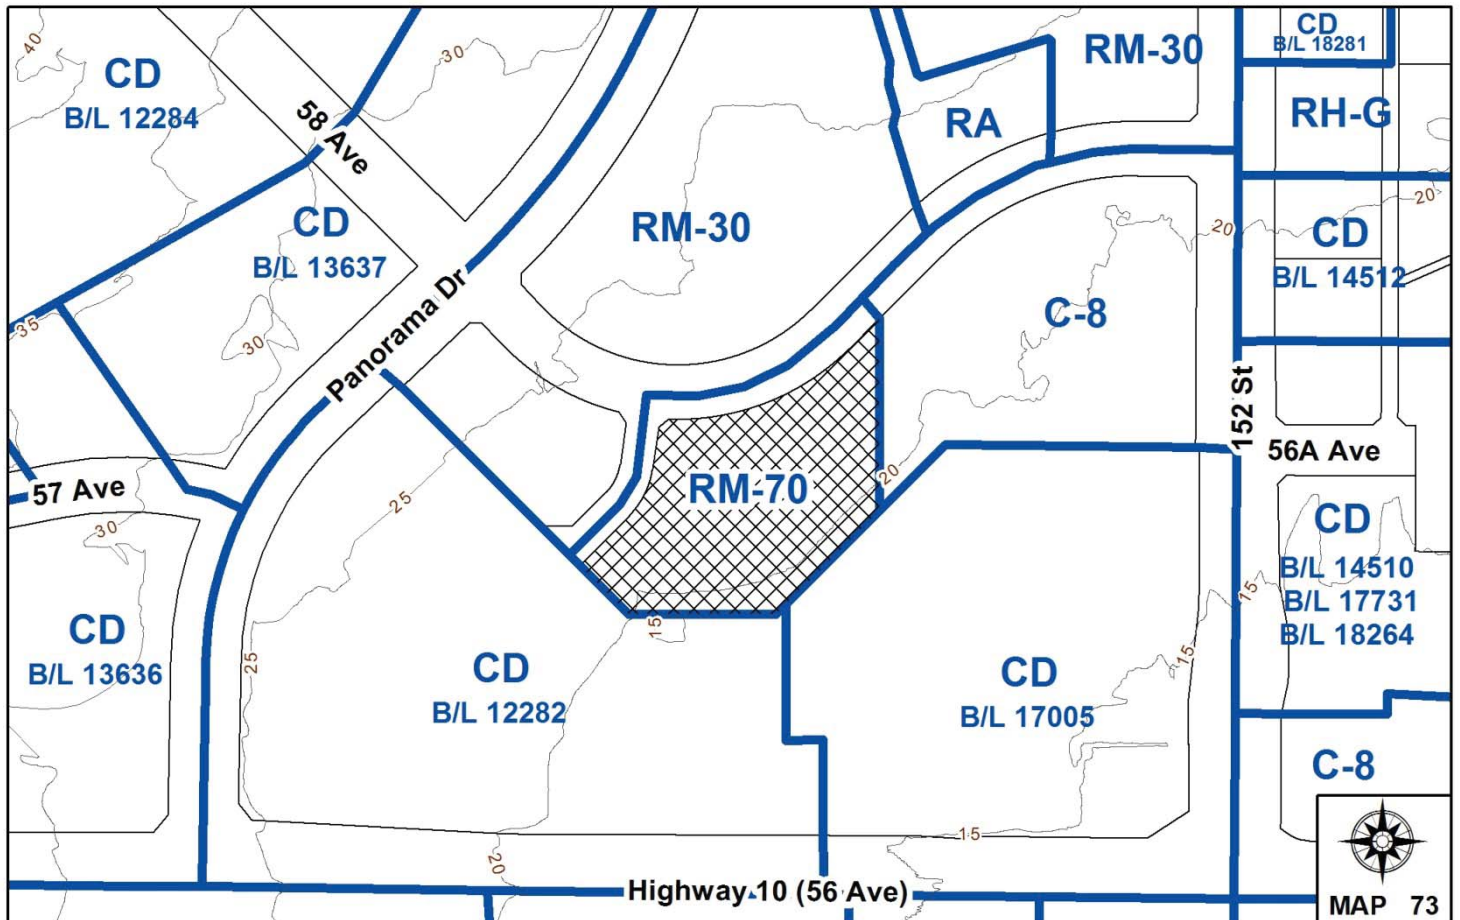 40
CD
B/L 12284
58 Ave
30
RM-30
CD
B/L 18281
RA
RH-G
CD
B/L 13637
RM-30
20
20
CD
B/L 14512
C-8
35
30
Panorama Dr
152 St
56A Ave
57 Ave
30
25
RM-70
20
CD
B/L 14510
B/L 17731
B/L 18264
15
CD
B/L 13636
25
CD
B/L 12282
15
CD
B/L 17005
15
C-8
15
20
Highway 10 (56 Ave)
MAP 73